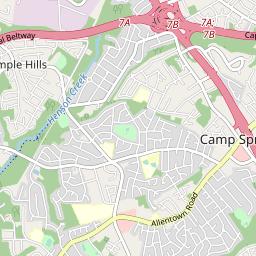 7A
7B
7A;
7B
al Beltway
Cap
mple Hills
Henson Creek
Camp Spr
Allentown Road